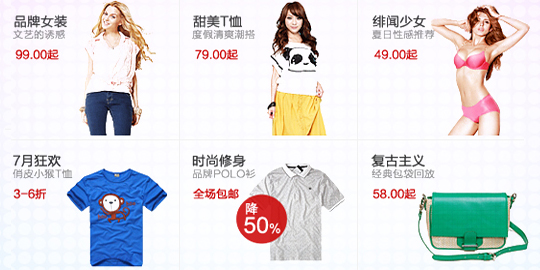 品牌女装
文艺的诱惑
99.00起
甜美T恤
度假清爽潮搭
79.00起
绯闻少女
夏日性感推荐
49.00起
7月狂欢
俏皮小猴T恤
3-6折
时尚修身
品牌POLO衫
全场包邮
降
50%
复古主义
经典包袋回放
58.00起